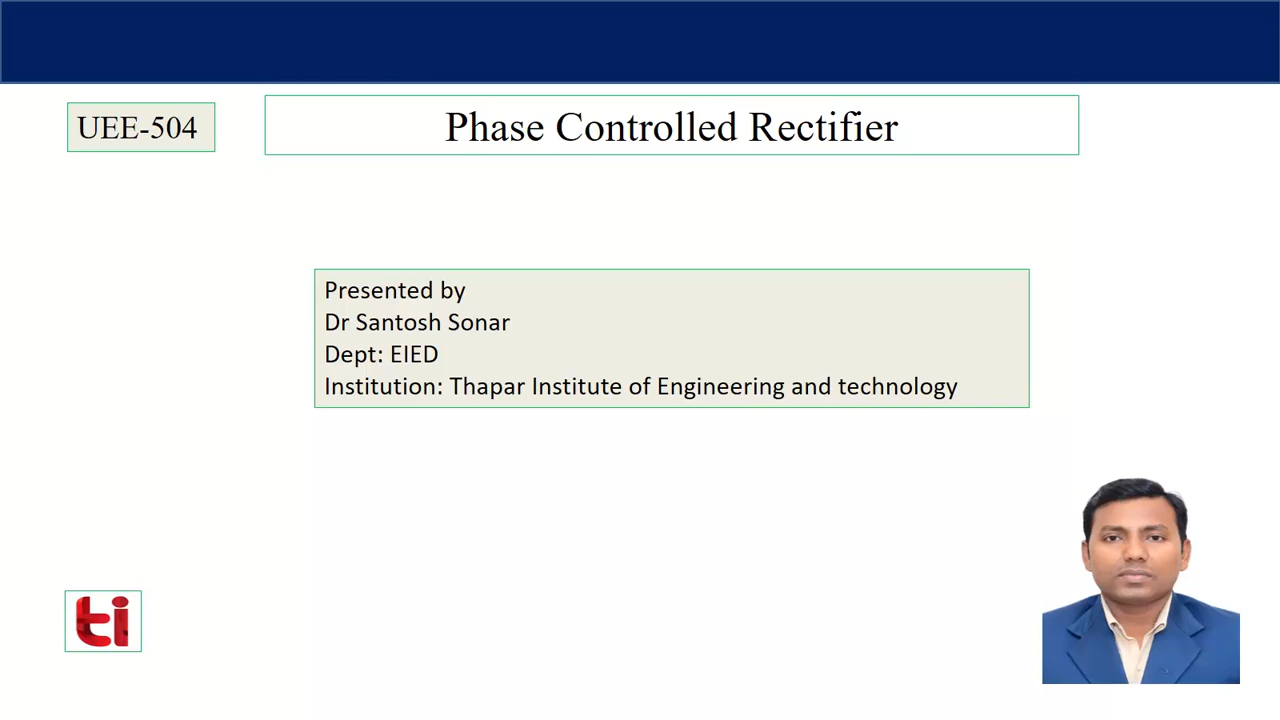 UEE-504
Phase Controlled Rectifier
Presented by
Dr Santosh Sonar
Dept: EIED
Institution: Thapar Institute of Engineering and technology
ti